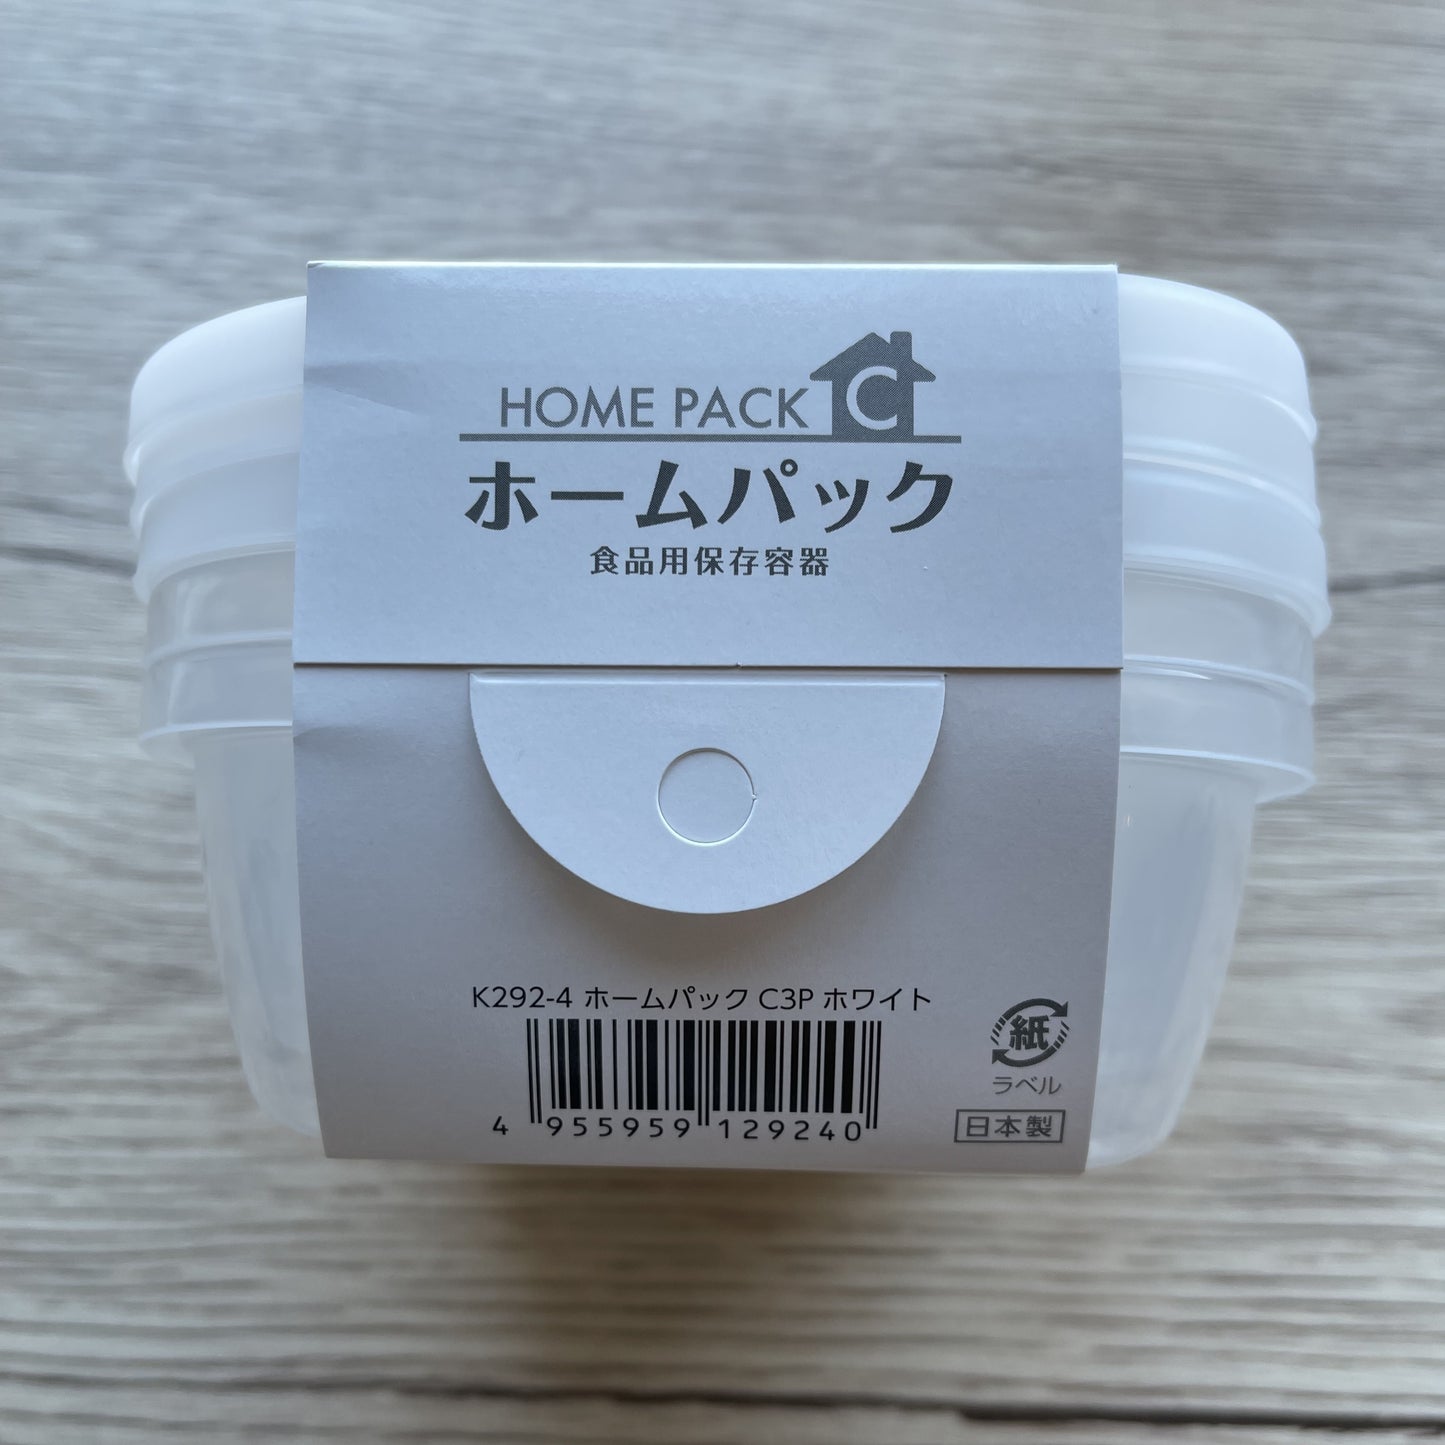 HOME PACK C
ホームパック
食品用保存容器
K292-4 ホームパック C3P ホワイト
4 955959 129240
紙
ラベル
日本製